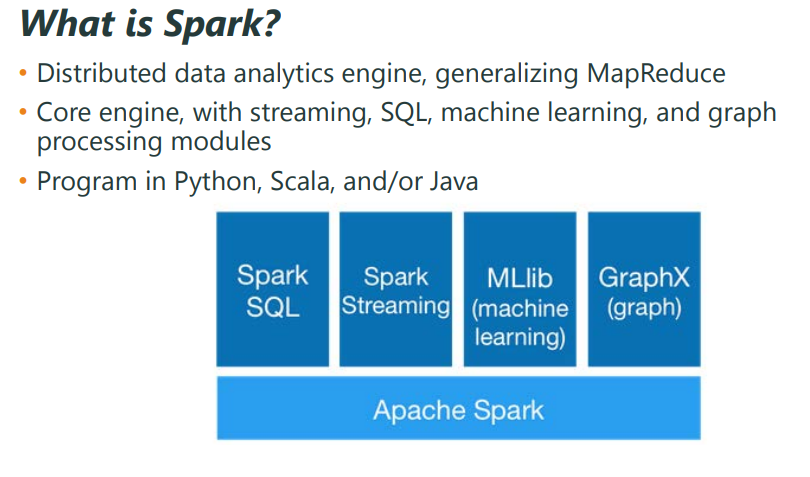 What is Spark?
• Distributed data analytics engine, generalizing MapReduce
• Core engine, with streaming, SQL, machine learning, and graph
processing modules
• Program in Python, Scala, and/or Java
Spark
SQL
Spark
Streaming
MLlib
(machine
learning)
GraphX
(graph)
Apache Spark